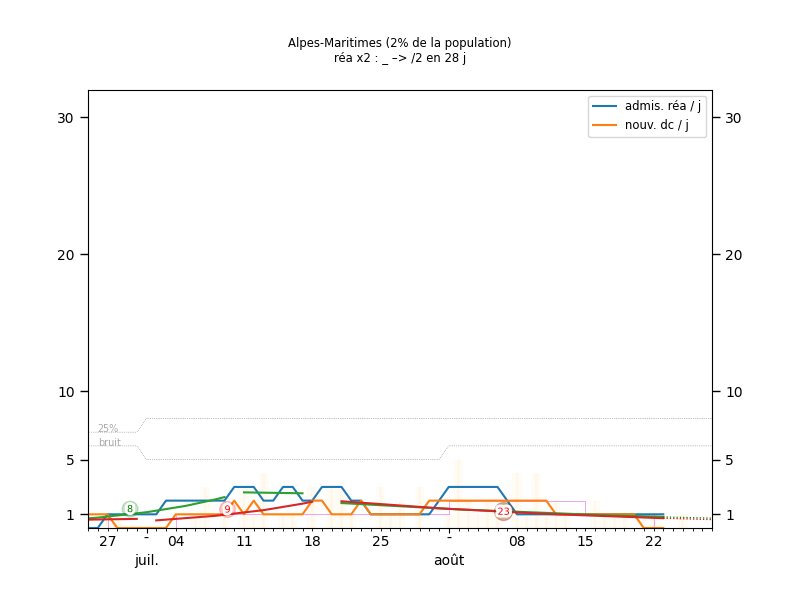 Alpes-Maritimes (2% de la population)
réa x2 : _ –> /2 en 28 j
admis. réa / j
nouv. dc / j
30
30
20
20
10
10
25%
bruit
5
5
8
9
23
1
1
27 - 04 11 18 25 - 08 15 22
juil. août